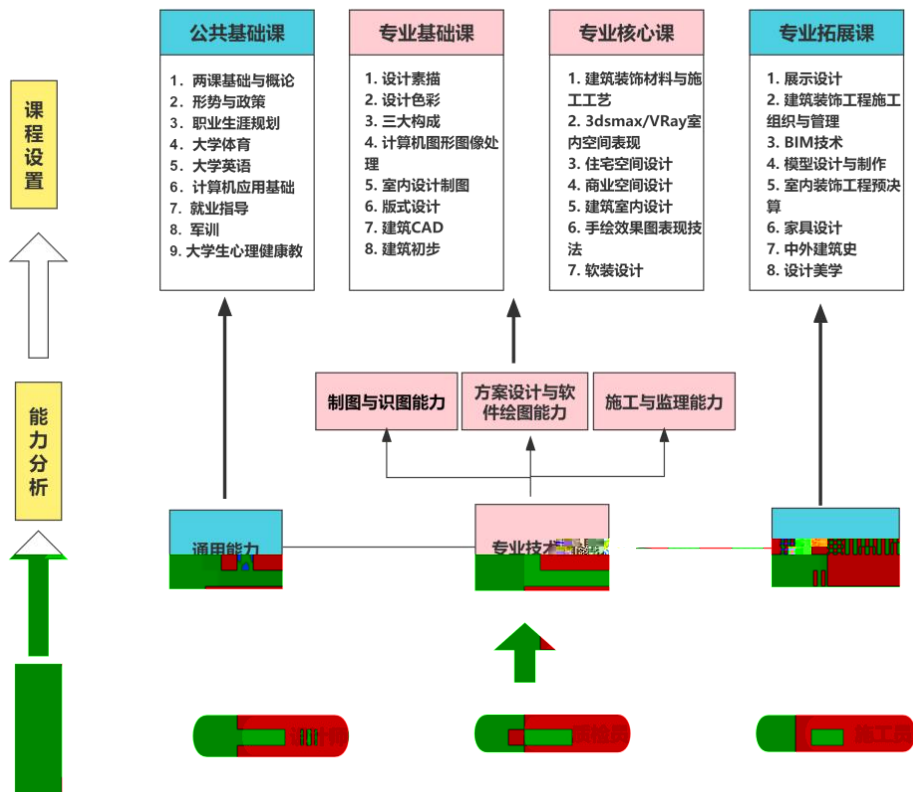 公共基础课
1. 两课基础与概论
2. 形势与政策
3. 职业生涯规划
4. 大学体育
5. 大学英语
6. 计算机应用基础
7. 就业指导
8. 军训
9. 大学生心理健康教
专业基础课
1. 设计素描
2. 设计色彩
3. 三大构成
4. 计算机图形图像处
理
5. 室内设计制图
6. 版式设计
7. 建筑CAD
8. 建筑初步
专业核心课
1. 建筑装饰材料与施
工工艺
2. 3dsmax/VRay室
内空间表现
3. 住宅空间设计
4. 商业空间设计
5. 建筑室内设计
6. 手绘效果图表现技
法
7. 软装设计
专业拓展课
1. 展示设计
2. 建筑装饰工程施工
组织与管理
3. BIM技术
4. 模型设计与制作
5. 室内装饰工程预决
算
6. 家具设计
7. 中外建筑史
8. 设计美学
课程设置
制图与识图能力
方案设计与软
件绘图能力
施工与监理能力
能力分析
通用能力
专业技术
质检员
施工员